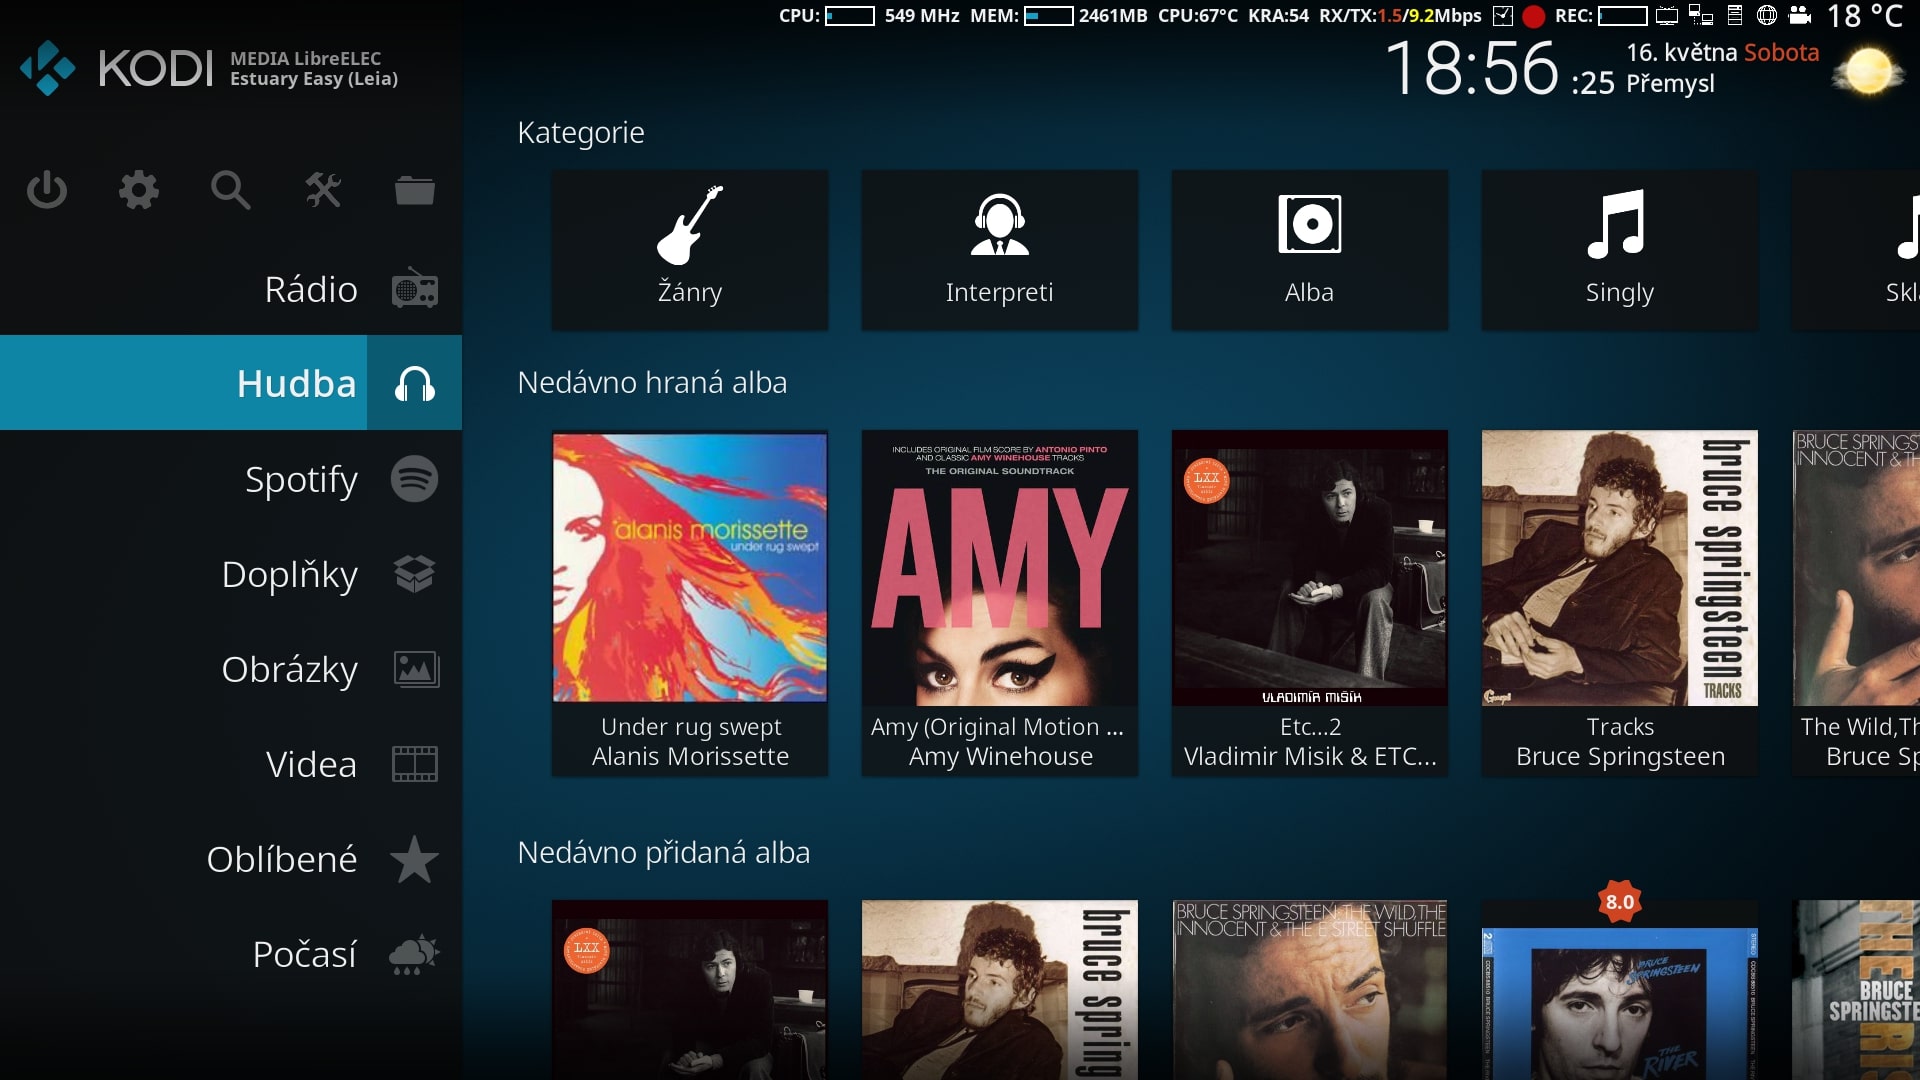 CPU: 549 MHz MEM: 2461MB CPU:67°C KRA:54 RX/TX:1.5/9.2Mbps REC: 18 °C
KODI MEDIA LibreELEC
Estuary Easy (Leia)
18:56 :25
16. května Sobota
Přemysl
Rádio
Hudba
Spotify
Doplňky
Obrázky
Videa
Oblíbené
Počasí
Kategorie
Žánry
Interpreti
Alba
Singly
Skl
Nedávno hraná alba
alanis morissette
under rug swept
Under rug swept
Alanis Morissette
INCLUDES ORIGINAL FILM SCORE BY ANTONIO PINTO
AND CLASSIC AMY WINEHOUSE TRACKS
THE ORIGINAL SOUNDTRACK
AMY
Amy (Original Motion ...
Amy Winehouse
LXX
VLADIMÍR MIŠÍK
Etc...2
Vladimir Misik & ETC...
bruce springsteen
TRACKS
Tracks
Bruce Springsteen
BRUCE SPRINGS
INNOCENT & TH
The Wild,Th
Bruce Sp
Nedávno přidaná alba
LXX
bruce spring
BRUCE SPRINGSTEEN, THE WILD, THE
INNOCENT & THE E STREET SHUFFLE
8.0
BRUCE
SPRINGSTEEN
THE
RIVER
THE
BRUCE
SPRINGSTE